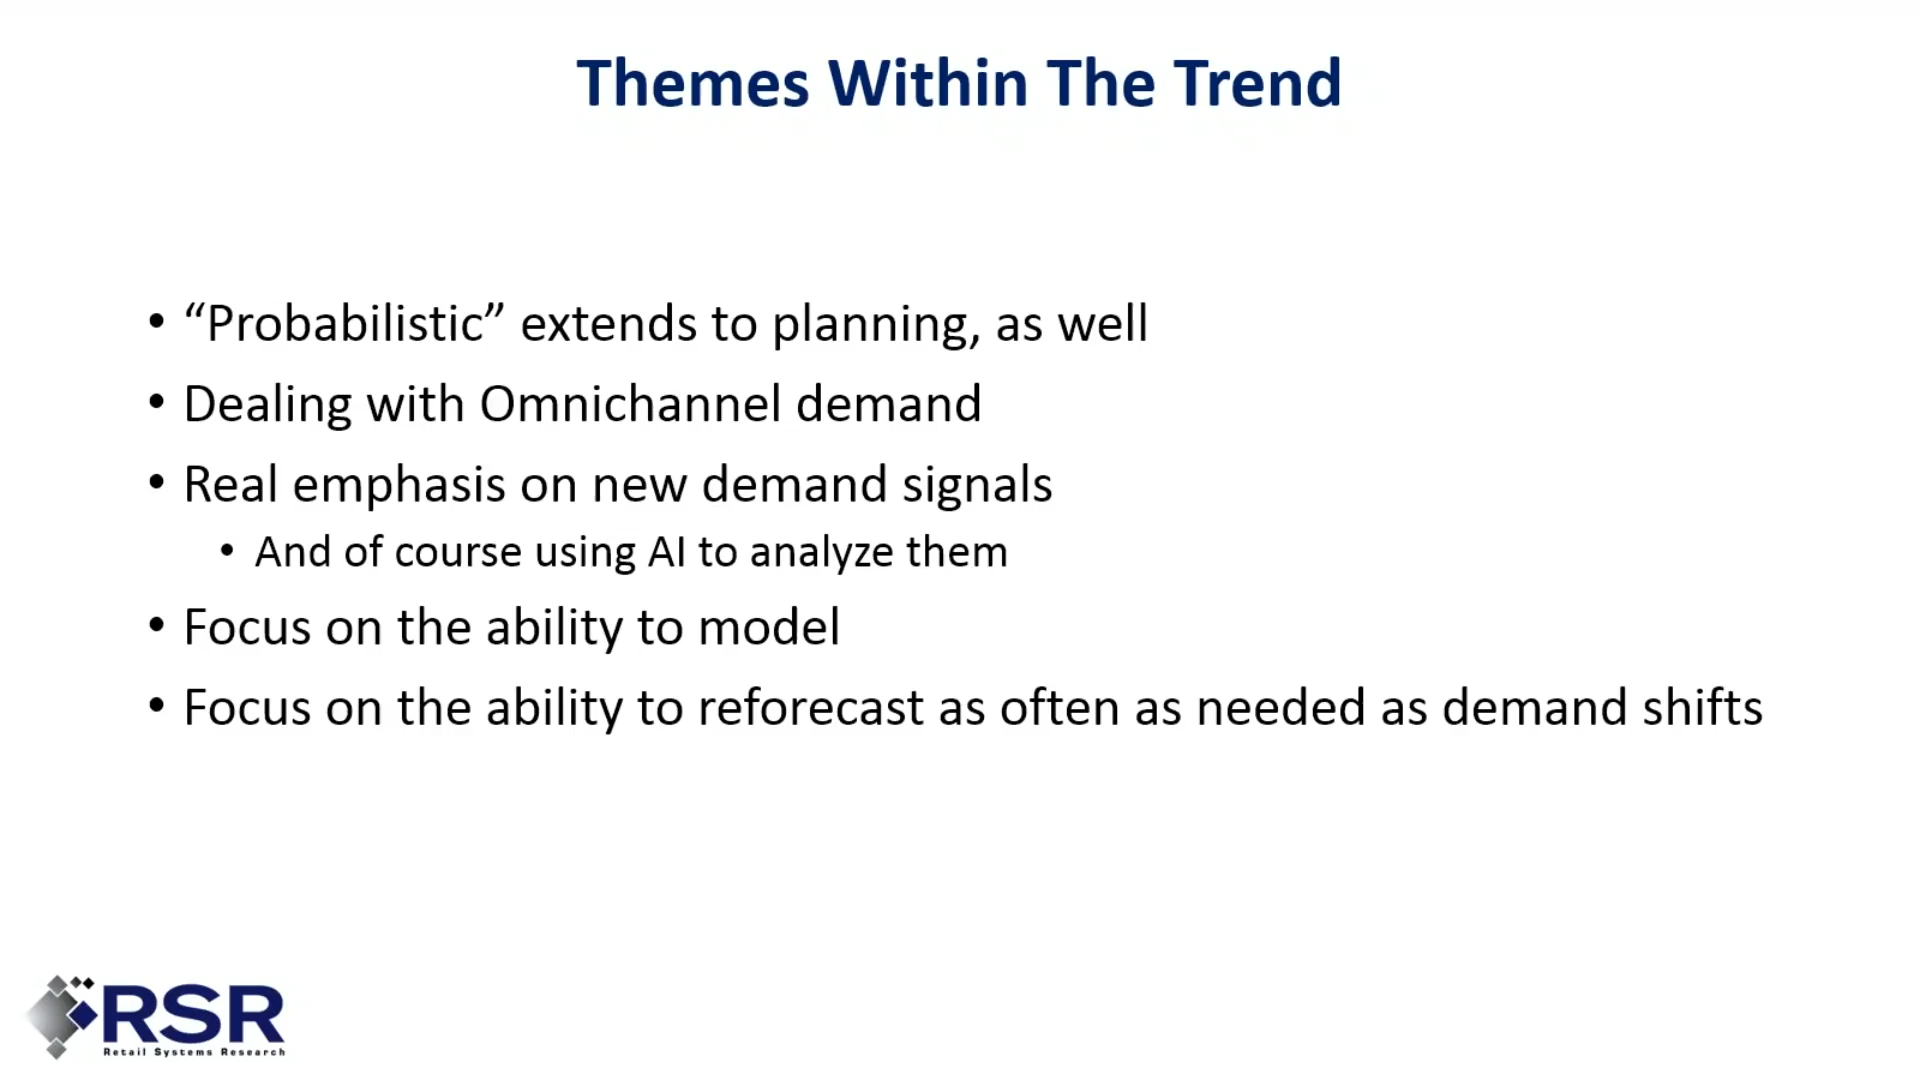 Themes Within The Trend
• “Probabilistic” extends to planning, as well
• Dealing with Omnichannel demand
• Real emphasis on new demand signals
• And of course using AI to analyze them
• Focus on the ability to model
• Focus on the ability to reforecast as often as needed as demand shifts
RSR
Retail Systems Research